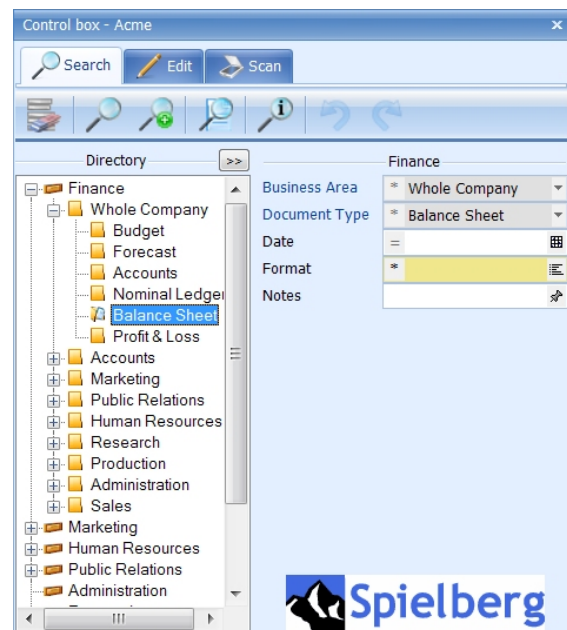 Control box - Acme
Search
Edit
Scan
Directory
>>
Finance
Finance
Whole Company
Budget
Forecast
Accounts
Nominal Ledger
Balance Sheet
Profit & Loss
Accounts
Marketing
Public Relations
Human Resources
Research
Production
Administration
Sales
Marketing
Human Resources
Public Relations
Administration
Business Area * Whole Company
Document Type * Balance Sheet
Date =
Format *
Notes
Spielberg